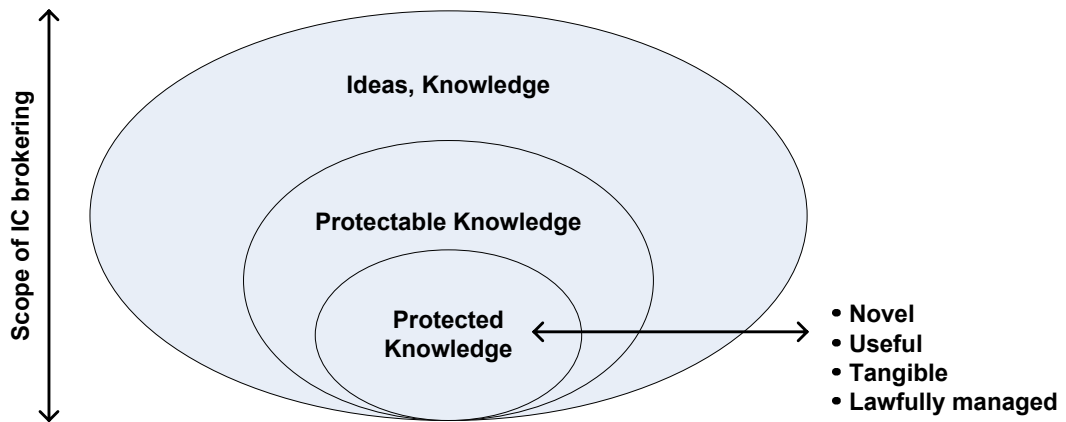 Scope of IC brokering
Ideas, Knowledge
Protectable Knowledge
Protected
Knowledge
• Novel
• Useful
• Tangible
• Lawfully managed